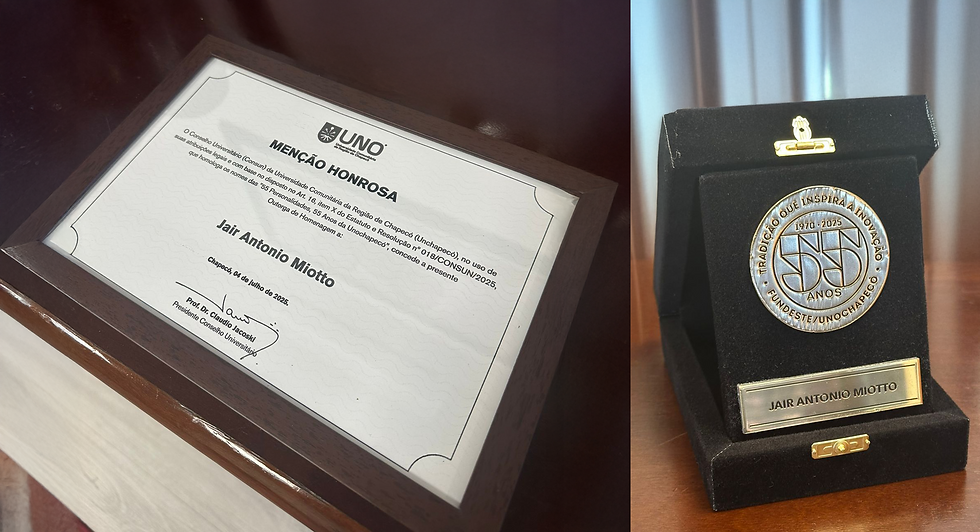 UNO
MENÇÃO HONROSA
O Conselho Universitário (Consun) da Universidade Comunitária da Região de Chapecó (Unochapecó), no uso de
suas atribuições legais e com base no disposto no Art. 16, item X do Estatuto e Resolução nº 018/CONSUN/2025,
que homologa os nomes das "55 Personalidades, 55 Anos da Unochapecó", concede a presente
Outorga de Homenagem a:
Jair Antonio Miotto
Chapecó, 04 de julho de 2025.
Prof. Dr. Claudio Jacoski
Presidente Conselho Universitário
TRADIÇÃO QUE INSPIRA A INOVAÇÃO
1970 - 2025
55
ANOS
FUNDESTE/UNOCHAPECÓ
JAIR ANTONIO MIOTTO